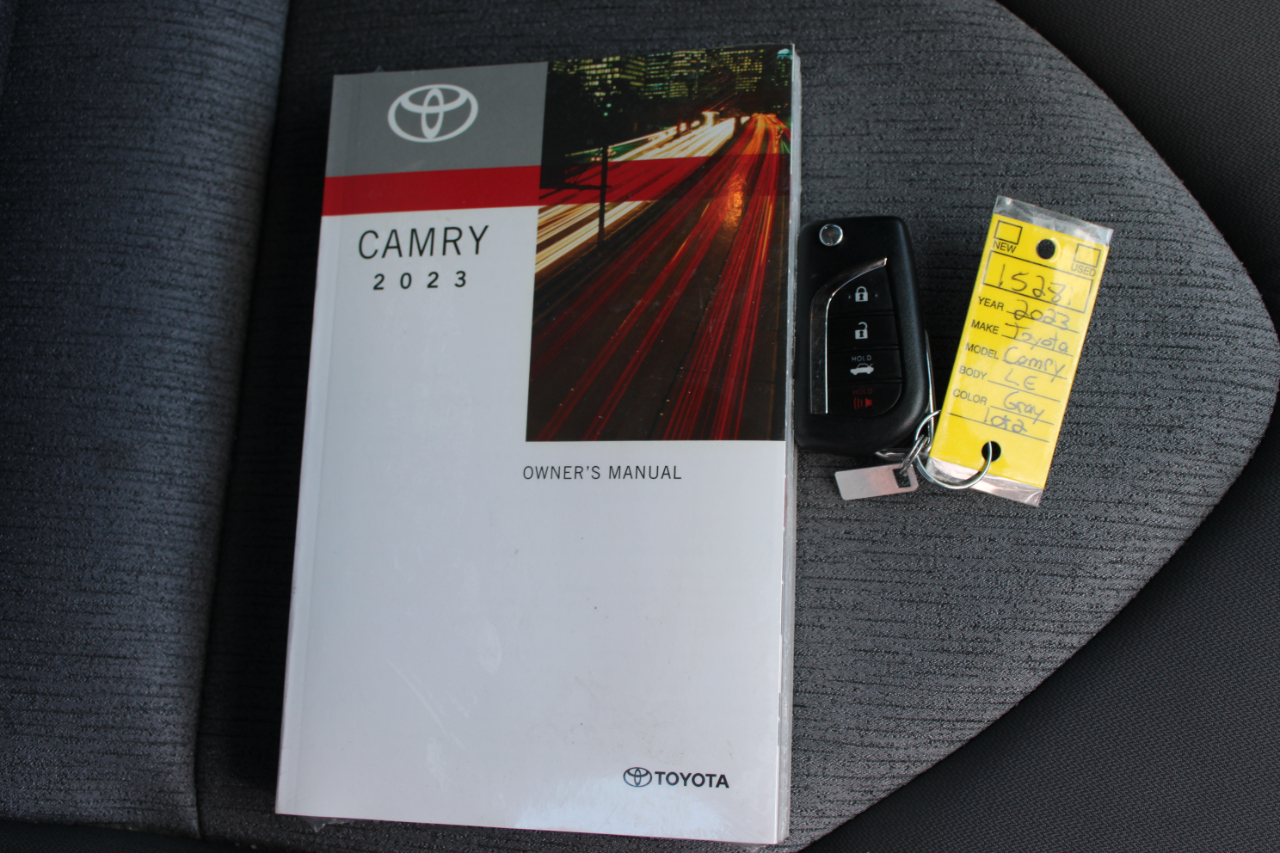 CAMRY
2023
OWNER'S MANUAL
TOYOTA
HOLD
HOLD
NEW
USED
1528
YEAR 2023
MAKE Toyota
MODEL Camry
BODY LE
COLOR Gray